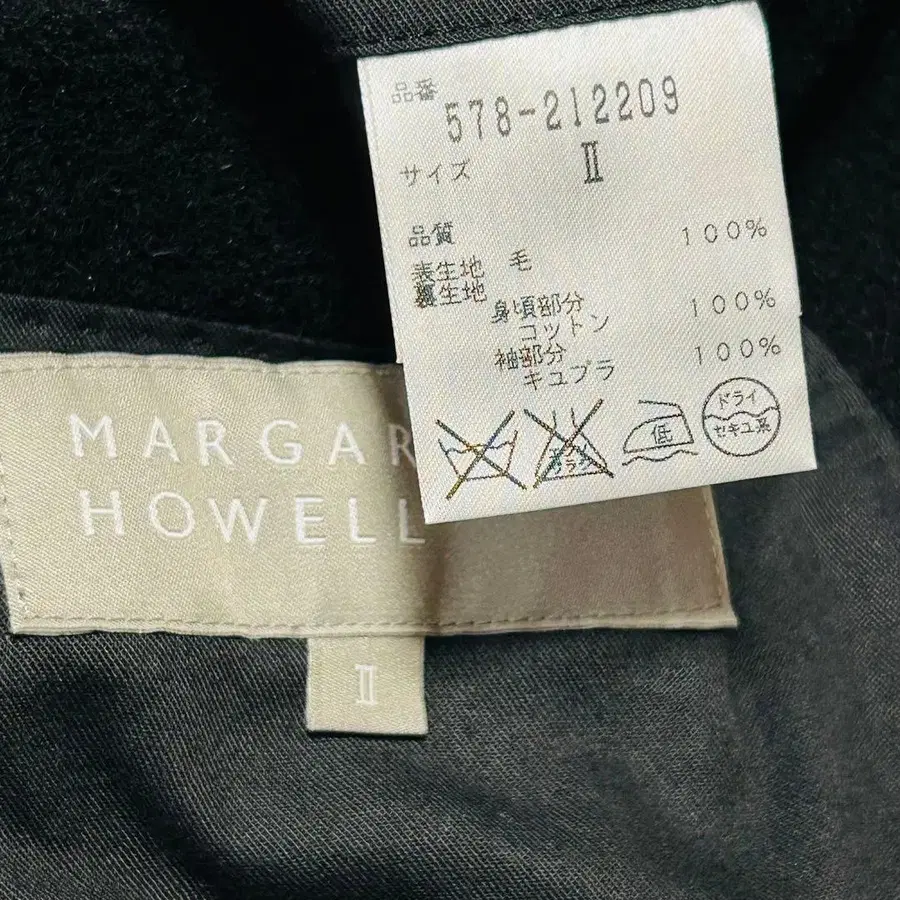 品番
578-212209
サイズ II
品質
表生地 毛 100%
裏生地
身頃部分
コットン 100%
袖部分
キュプラ 100%
低
ドライ
セキユ系
MARGAR
HOWELL
II